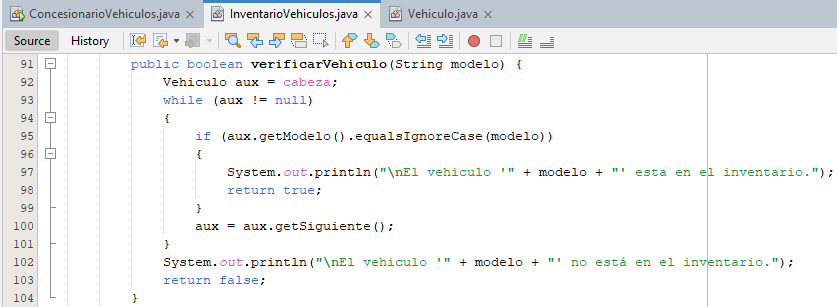 ConcesionarioVehiculos.java InventarioVehiculos.java Vehiculo.java
Source History
91 public boolean verificarVehiculo(String modelo) {
92 Vehiculo aux = cabeza;
93 while (aux != null)
94 {
95 if (aux.getModelo().equalsIgnoreCase(modelo))
96 {
97 System.out.println("\nEl vehiculo '" + modelo + "' esta en el inventario.");
98 return true;
99 }
100 aux = aux.getSiguiente();
101 }
102 System.out.println("\nEl vehiculo '" + modelo + "' no está en el inventario.");
103 return false;
104 }